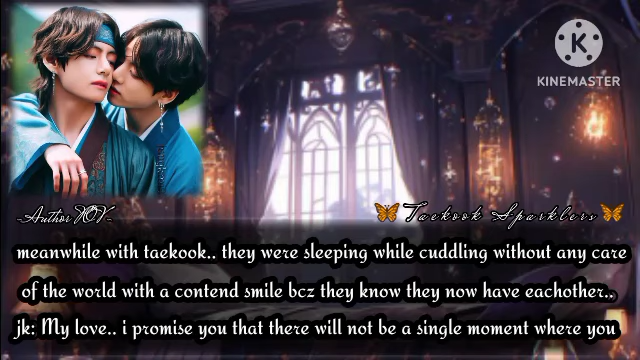 KINEMASTER
Taekook Sparklers
meanwhile with taekook.. they were sleeping while cuddling without any care
of the world with a contend smile bcz they know they now have eachother..
jk: My love.. i promise you that there will not be a single moment where you